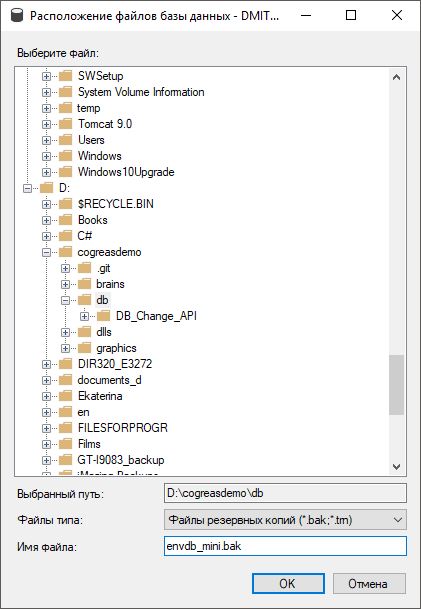 Расположение файлов базы данных - DMIT...
Выберите файл:
SWSetup
System Volume Information
temp
Tomcat 9.0
Users
Windows
Windows10Upgrade
D:
$RECYCLE.BIN
Books
C#
cogreasdemo
.git
brains
db
DB_Change_API
dlls
graphics
DIR320_E3272
documents_d
Ekaterina
en
FILESFORPROGR
Films
GT-I9083_backup
iMazing.Backups
Выбранный путь: D:\cogreasdemo\db
Файлы типа: Файлы резервных копий (*.bak;*.trn)
Имя файла: envdb_mini.bak
OK Отмена